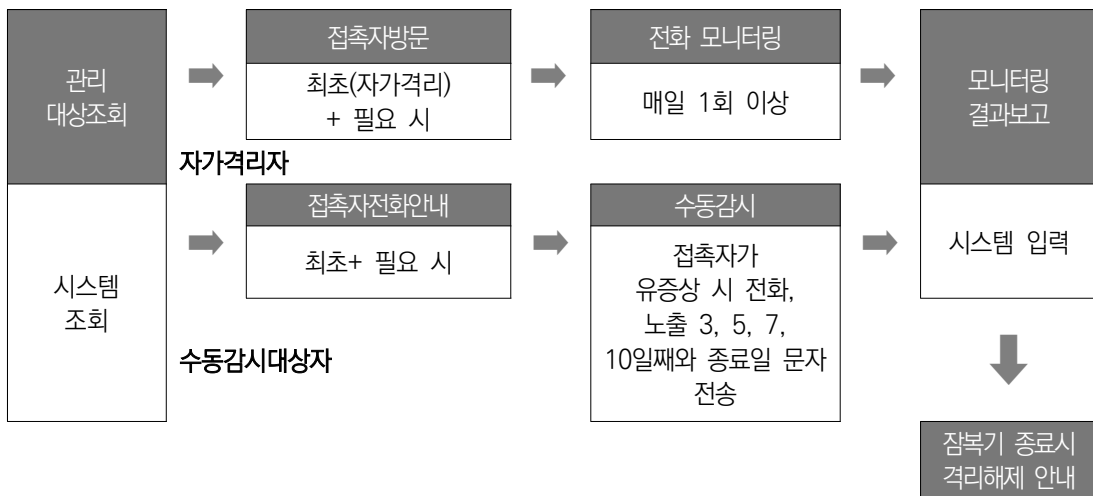 관리
대상조회
시스템
조회
접촉자방문
최초(자가격리)
+ 필요 시
전화 모니터링
매일 1회 이상
자가격리자
접촉자전화안내
최초+ 필요 시
수동감시
접촉자가
유증상 시 전화,
노출 3, 5, 7,
10일째와 종료일 문자
전송
수동감시대상자
모니터링
결과보고
시스템 입력
잠복기 종료시
격리해제 안내